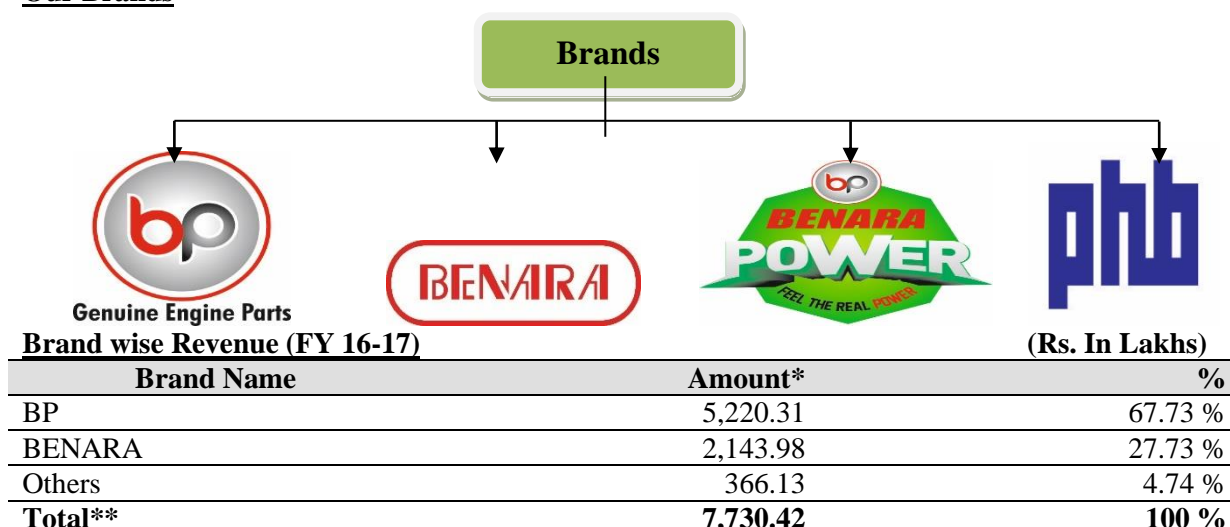 Our Brands
Brands
bp
Genuine Engine Parts
BENARA
bp
BENARA
POWER
FEEL THE REAL POWER
phb
Brand wise Revenue (FY 16-17) (Rs. In Lakhs)
Brand Name Amount* %
BP 5,220.31 67.73 %
BENARA 2,143.98 27.73 %
Others 366.13 4.74 %
Total** 7,730.42 100 %